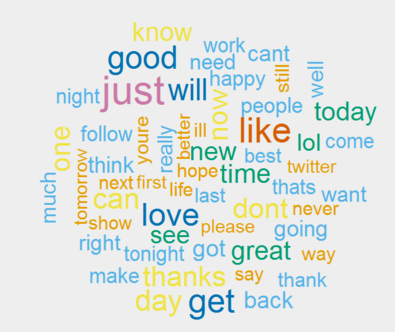 know
good
work
cant
need
happy
still
well
night
just
will
now
people
today
one
follow
youre
really
better
ill
like
lol
come
new
best
think
hope
time
twitter
much
tomorrow
next
first
life
last
thats
want
can
show
love
dont
never
see
please
going
right
tonight
got
great
way
make
thanks
say
thank
day
get
back